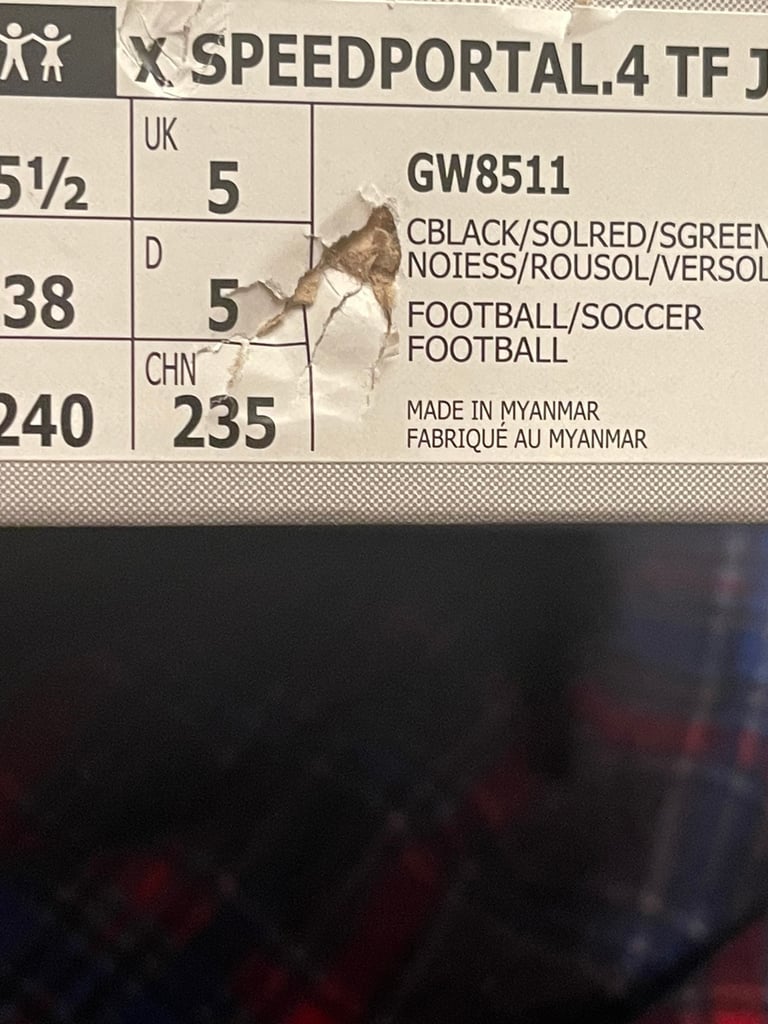 X SPEEDPORTAL.4 TF J
5½
UK
5
38
D
5
240
CHN
235
GW8511
CBLACK/SOLRED/SGREEN
NOIESS/ROUSOL/VERSOL
FOOTBALL/SOCCER
FOOTBALL
MADE IN MYANMAR
FABRIQUÉ AU MYANMAR